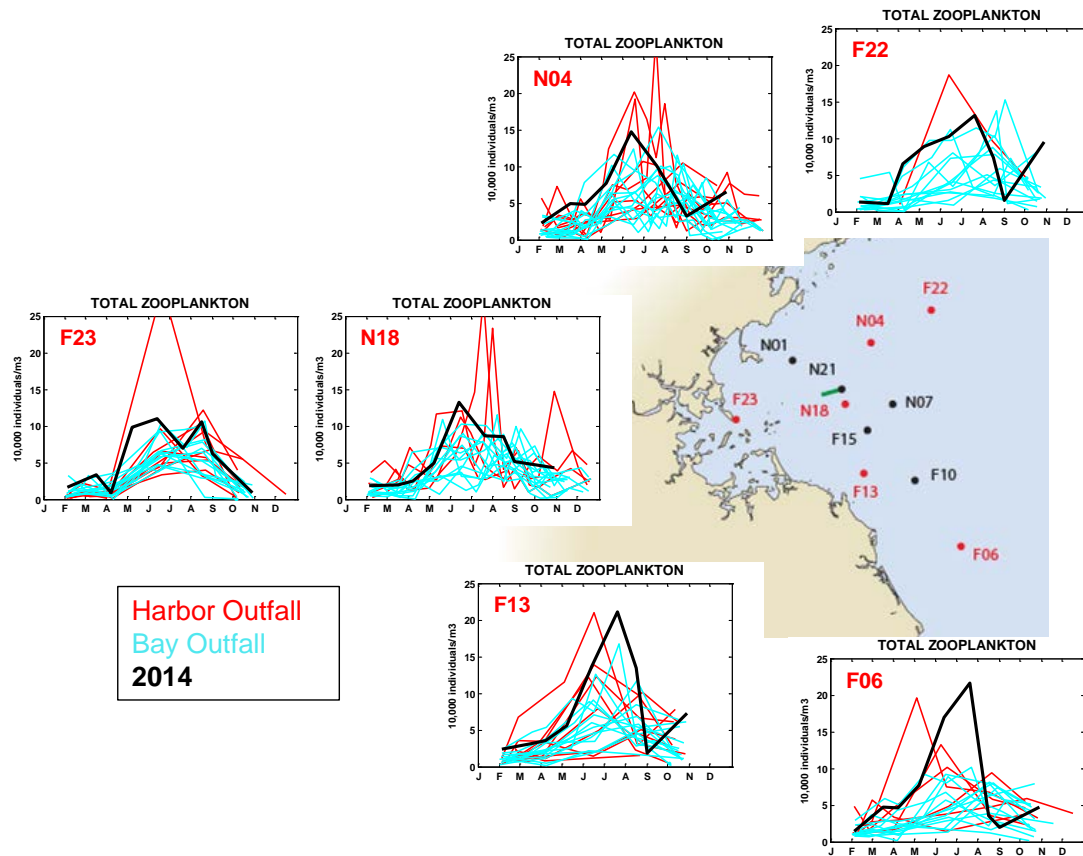 TOTAL ZOOPLANKTON
N04
10,000 individuals/m3
25
20
15
10
5
0
J F M A M J J A S O N D
TOTAL ZOOPLANKTON
F22
10,000 individuals/m3
25
20
15
10
5
0
J F M A M J J A S O N D
TOTAL ZOOPLANKTON
F23
10,000 individuals/m3
25
20
15
10
5
0
J F M A M J J A S O N D
TOTAL ZOOPLANKTON
N18
10,000 individuals/m3
25
20
15
10
5
0
J F M A M J J A S O N D
F22
N04
N01
N21
F23
N18
N07
F15
F13
F10
F06
Harbor Outfall
Bay Outfall
2014
TOTAL ZOOPLANKTON
F13
10,000 individuals/m3
25
20
15
10
5
0
J F M A M J J A S O N D
TOTAL ZOOPLANKTON
F06
10,000 individuals/m3
25
20
15
10
5
0
J F M A M J J A S O N D